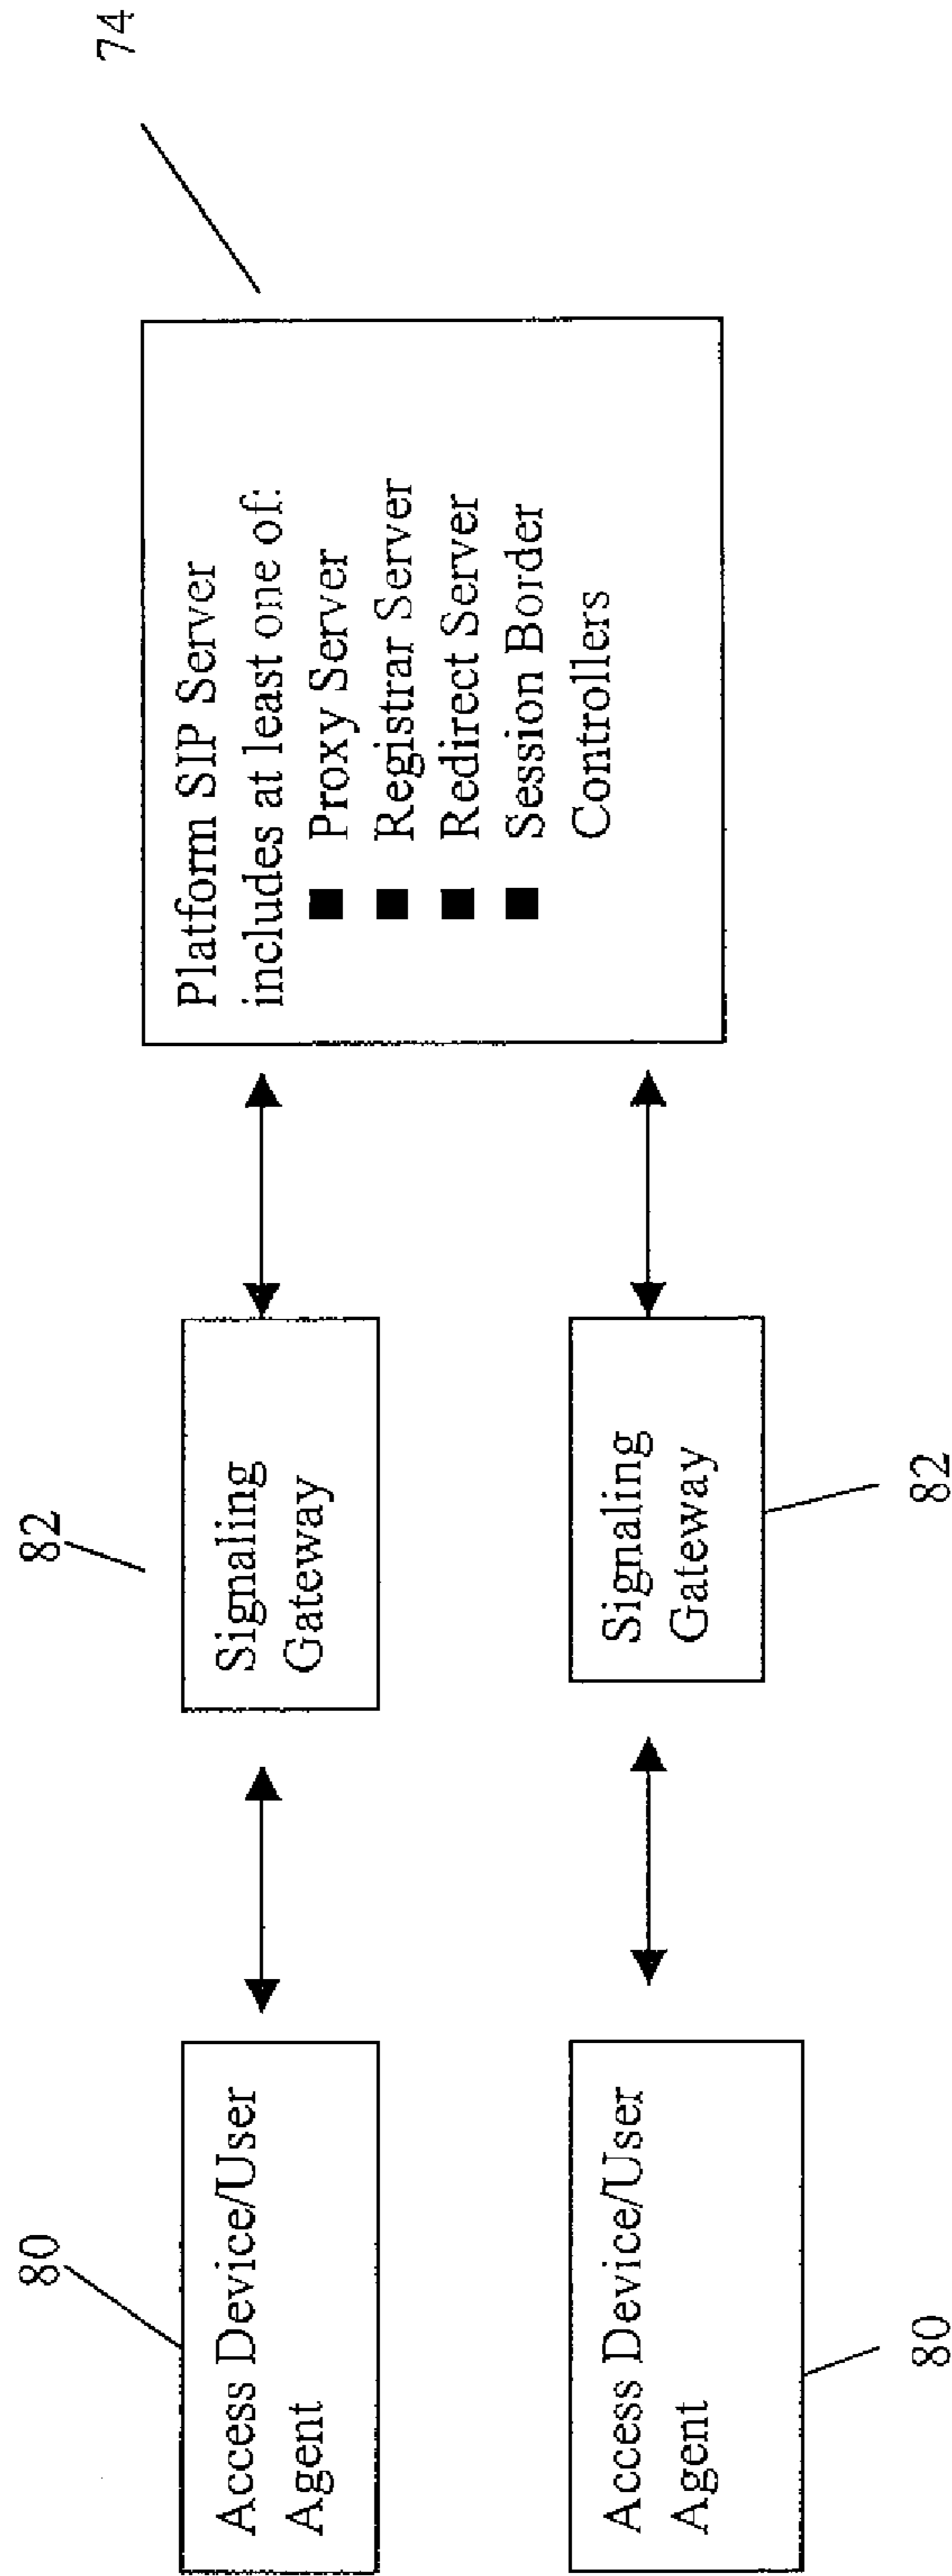 80
Access Device/User
Agent
82
Signaling
Gateway
74
Platform SIP Server
includes at least one of:
■ Proxy Server
■ Registrar Server
■ Redirect Server
■ Session Border
Controllers
Access Device/User
Agent
80
Signaling
Gateway
82